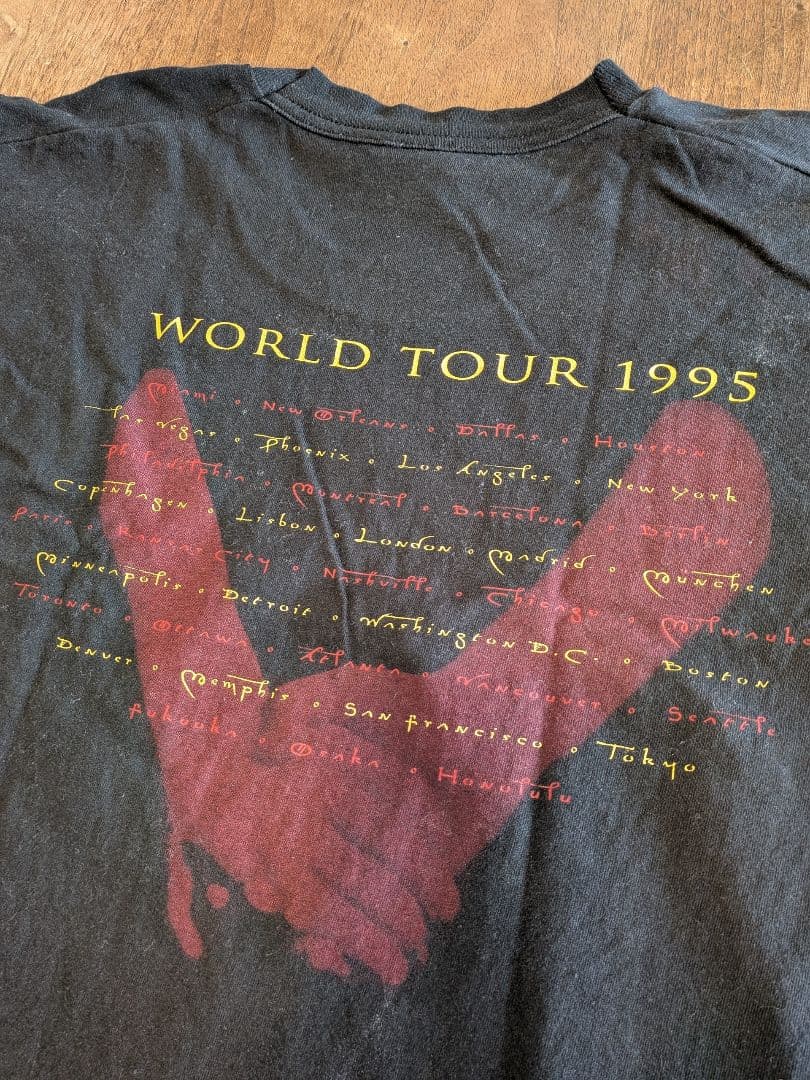 WORLD TOUR 1995
Miami • New Orleans • Dallas • Houston
Las Vegas • Phoenix • Los Angeles • New York
Philadelphia • Montreal • Barcelona • Berlin
Copenhagen • Lisbon • London • Madrid • München
Paris • Kansas City • Nashville • Chicago • Milwauke
Minneapolis • Detroit • Washington D.C. • Boston
Toronto • Ottawa • Atlanta • Vancouver • Seattle
Denver • Memphis • San Francisco • Tokyo
Fukuoka • Osaka • Honolulu